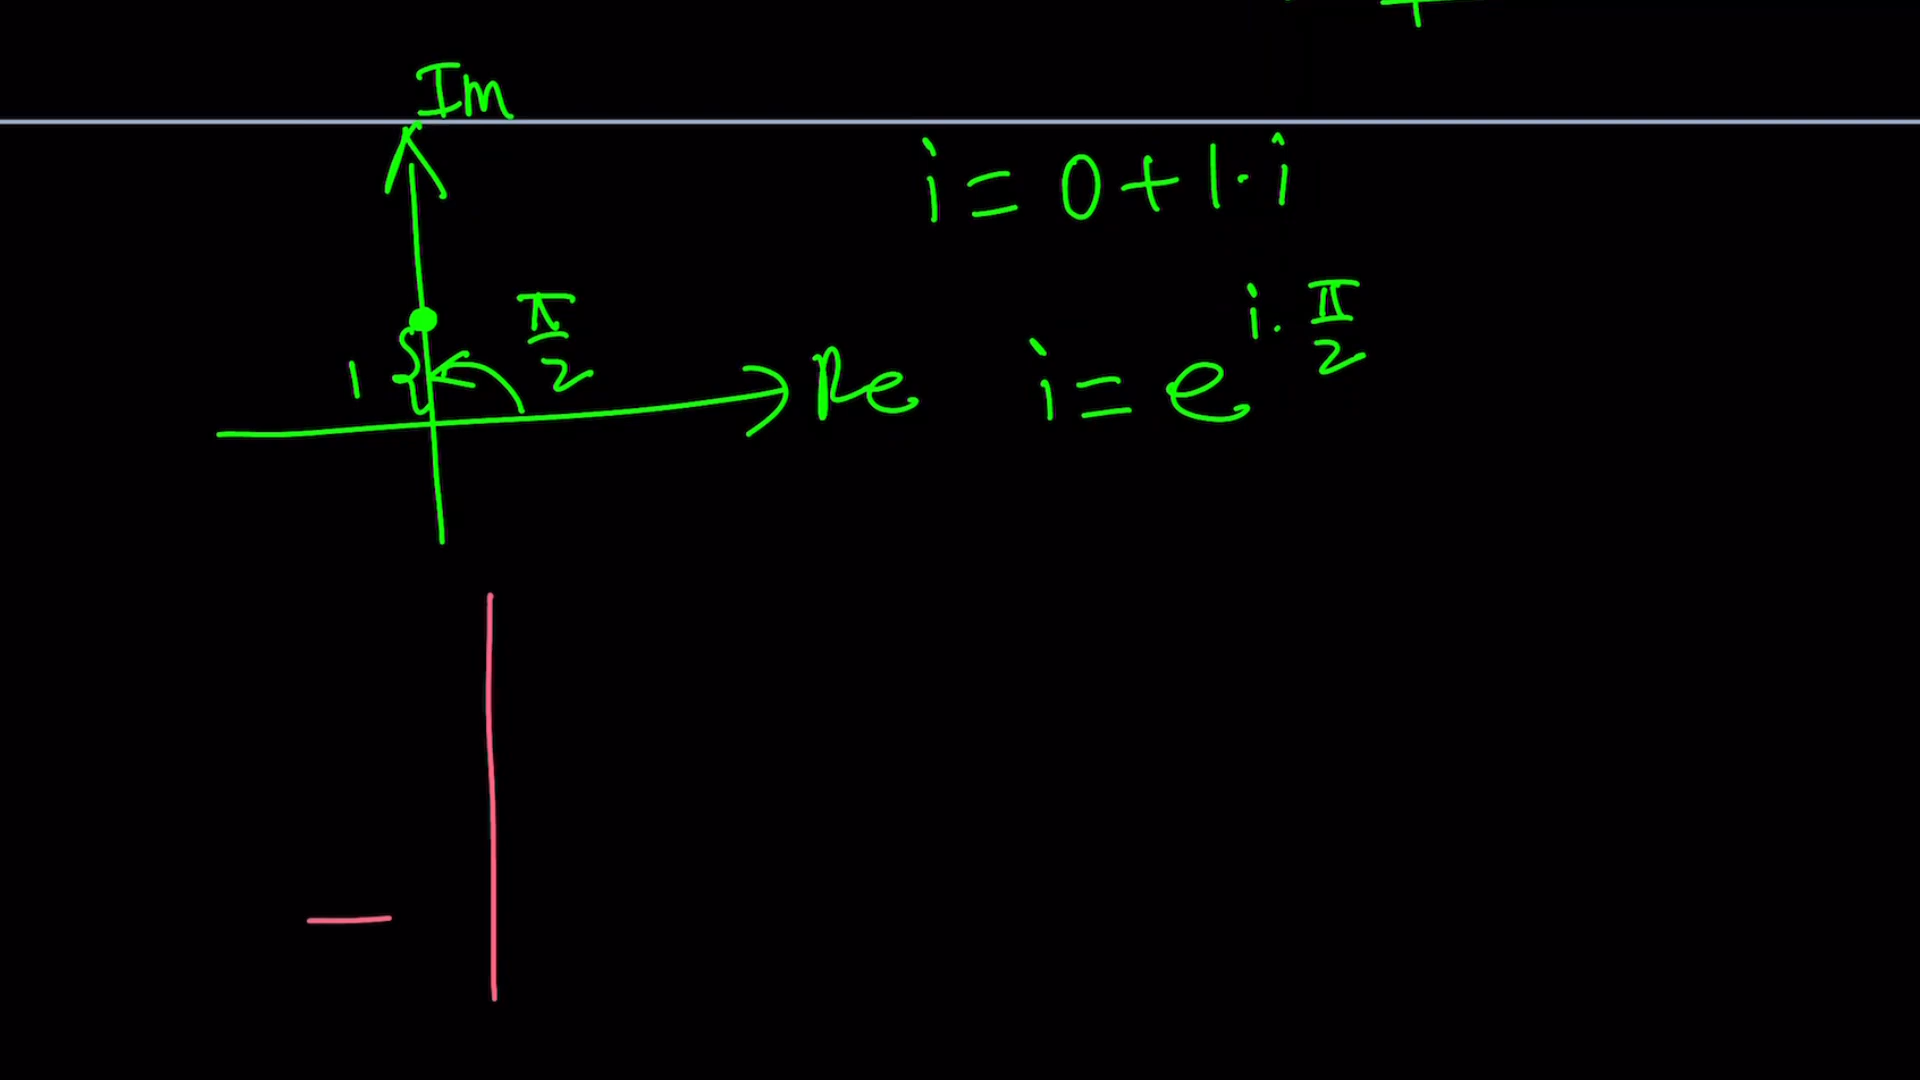 Im
i = 0 + 1 · i
π/2
1
Re
i = e^(i · π/2)